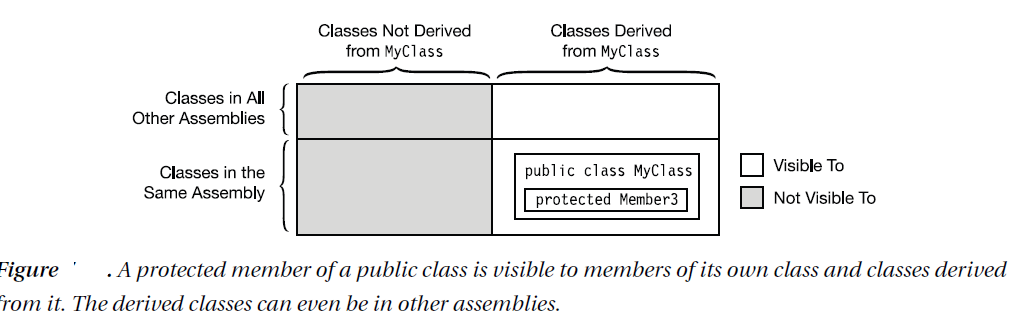 Classes Not Derived
from MyClass
Classes Derived
from MyClass
Classes in All
Other Assemblies
Classes in the
Same Assembly
public class MyClass
protected Member3
Visible To
Not Visible To
Figure . A protected member of a public class is visible to members of its own class and classes derived
from it. The derived classes can even be in other assemblies.